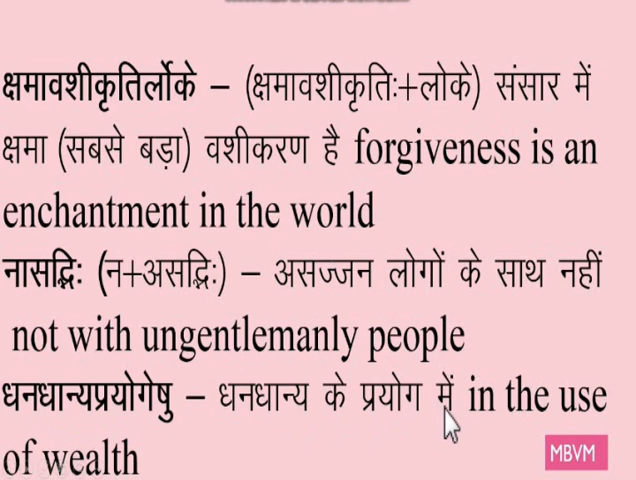 क्षमावशीकृतिर्लोके – (क्षमावशीकृतिः+लोके) संसार में
क्षमा (सबसे बड़ा) वशीकरण है forgiveness is an
enchantment in the world
नासद्भिः (न+असद्भिः) – असज्जन लोगों के साथ नहीं
not with ungentlemanly people
धनधान्यप्रयोगेषु – धनधान्य के प्रयोग में in the use
of wealth
MBVM